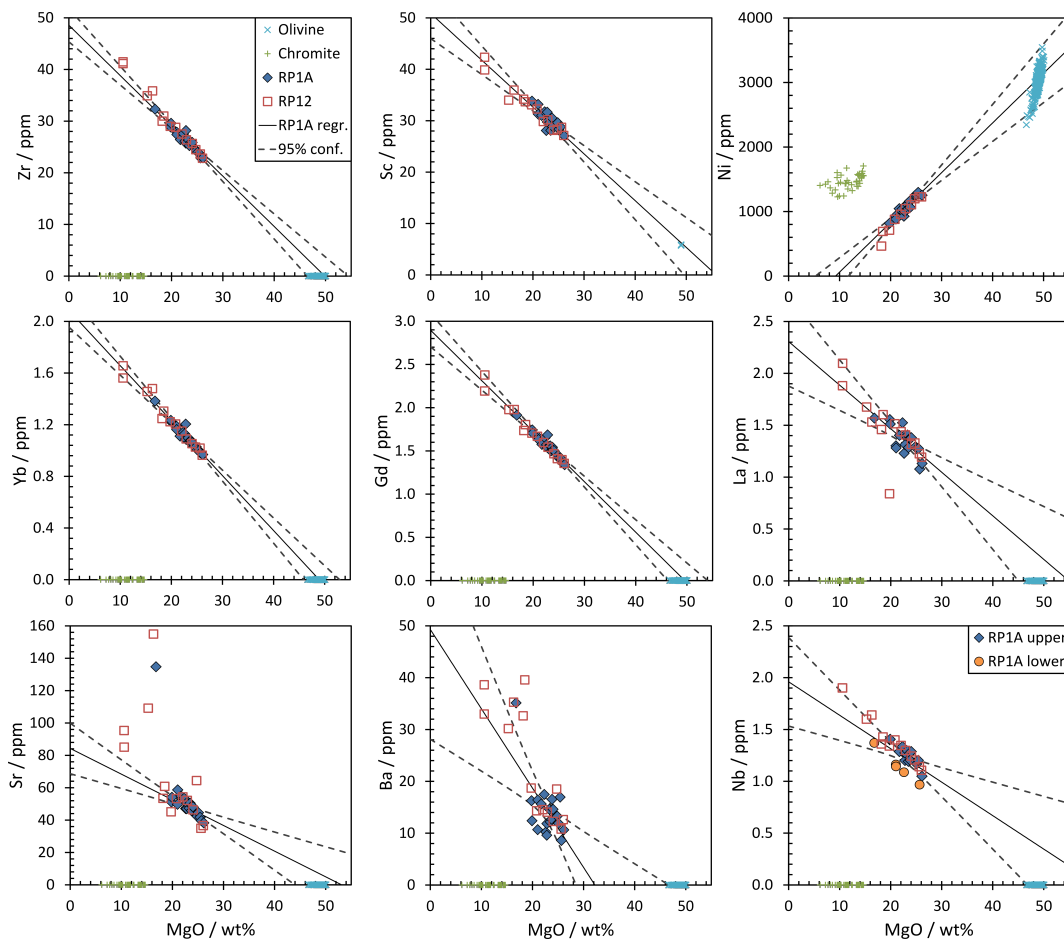 Zr / ppm
50
40
30
20
10
0
0 10 20 30 40 50
Olivine
Chromite
RP1A
RP12
RP1A regr.
95% conf.
Sc / ppm
50
40
30
20
10
0
0 10 20 30 40 50
Ni / ppm
4000
3000
2000
1000
0
0 10 20 30 40 50
Yb / ppm
2.0
1.6
1.2
0.8
0.4
0.0
0 10 20 30 40 50
Gd / ppm
3.0
2.5
2.0
1.5
1.0
0.5
0.0
0 10 20 30 40 50
La / ppm
2.5
2.0
1.5
1.0
0.5
0.0
0 10 20 30 40 50
Sr / ppm
160
140
120
100
80
60
40
20
0
0 10 20 30 40 50
MgO / wt%
Ba / ppm
50
40
30
20
10
0
0 10 20 30 40 50
MgO / wt%
Nb / ppm
2.5
2.0
1.5
1.0
0.5
0.0
0 10 20 30 40 50
MgO / wt%
RP1A upper
RP1A lower